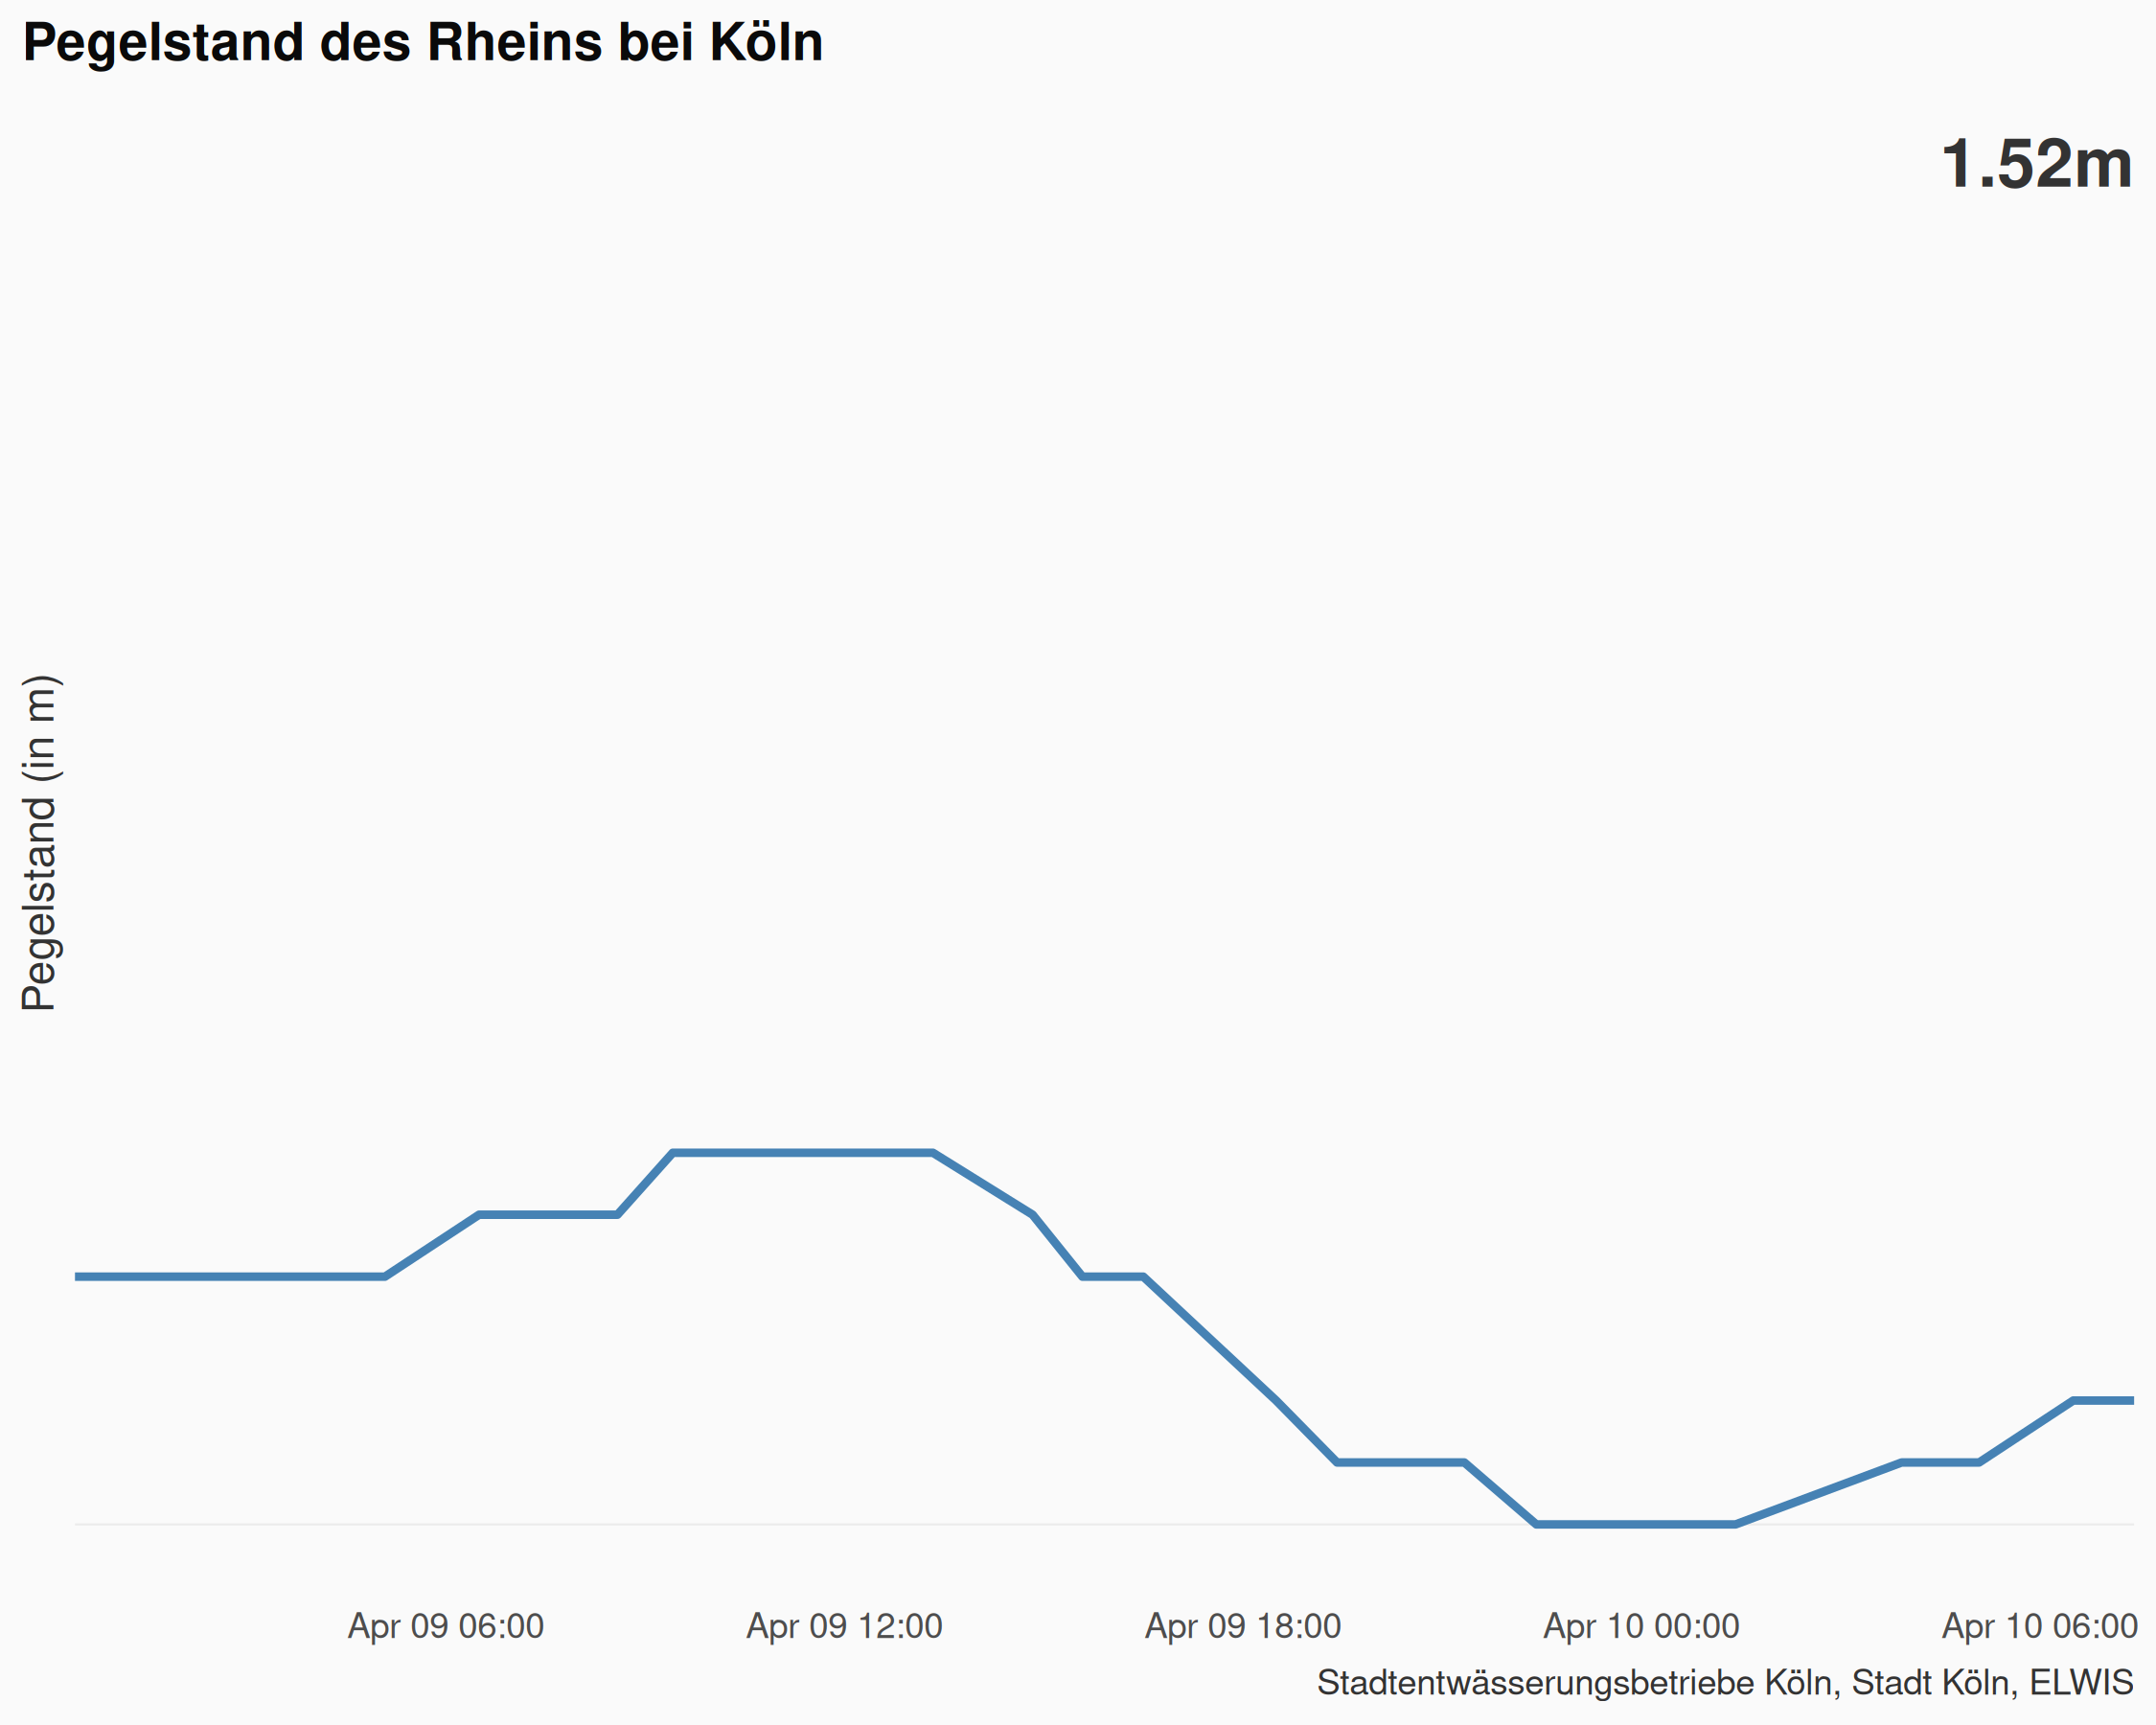 Pegelstand des Rheins bei Köln
1.52m
Pegelstand (in m)
Apr 09 06:00
Apr 09 12:00
Apr 09 18:00
Apr 10 00:00
Apr 10 06:00
Stadtentwässerungsbetriebe Köln, Stadt Köln, ELWIS